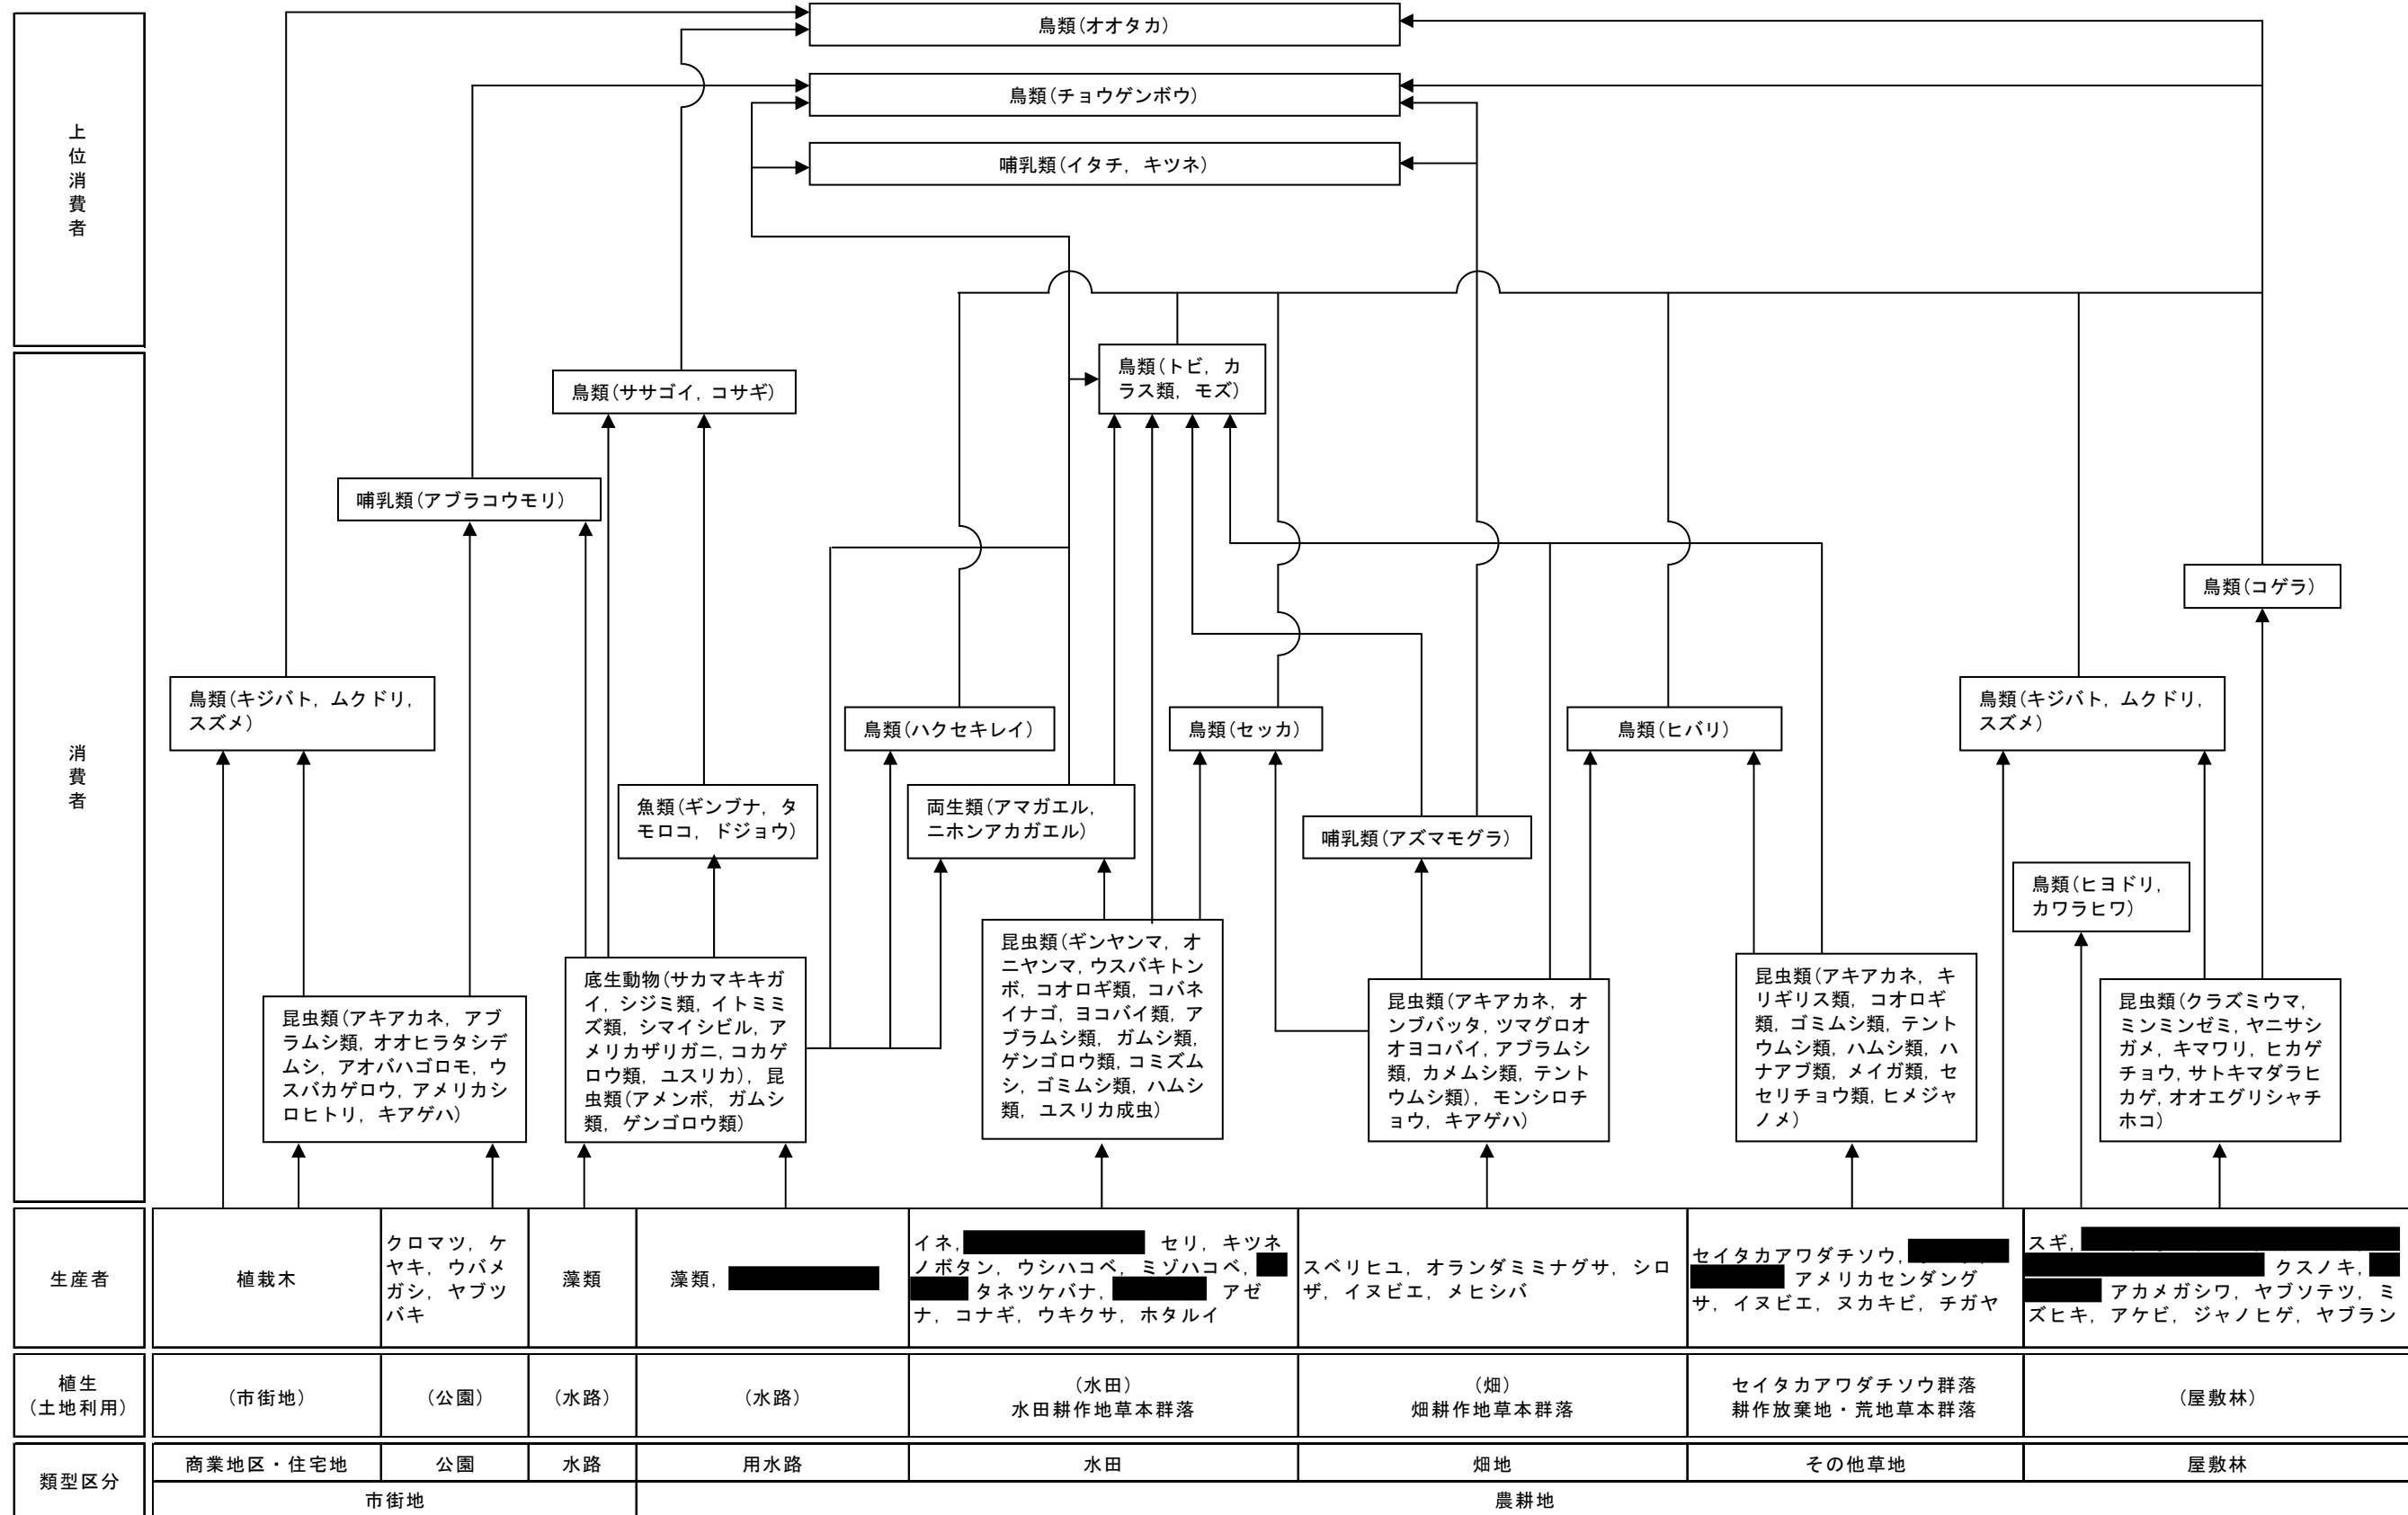 上位消費者
鳥類(オオタカ)
鳥類(チョウゲンボウ)
哺乳類(イタチ, キツネ)
消費者
鳥類(トビ, カ
ラス類, モズ)
鳥類(ササゴイ, コサギ)
哺乳類(アブラコウモリ)
鳥類(コゲラ)
鳥類(キジバト, ムクドリ,
スズメ)
鳥類(ハクセキレイ)
鳥類(セッカ)
鳥類(ヒバリ)
鳥類(キジバト, ムクドリ,
スズメ)
魚類(ギンブナ, タ
モロコ, ドジョウ)
両生類(アマガエル,
ニホンアカガエル)
哺乳類(アズマモグラ)
鳥類(ヒヨドリ,
カワラヒワ)
昆虫類(アキアカネ, アブ
ラムシ類, オオヒラタシデ
ムシ, アオバハゴロモ, ウ
スバカゲロウ, アメリカシ
ロヒトリ, キアゲハ)
底生動物(サカマキキガ
イ, シジミ類, イトミミ
ズ類, シマイシビル, ア
メリカザリガニ, コカゲ
ロウ類, ユスリカ), 昆
虫類(アメンボ, ガムシ
類, ゲンゴロウ類)
昆虫類(ギンヤンマ, オ
ニヤンマ, ウスバキトン
ボ, コオロギ類, コバネ
イナゴ, ヨコバイ類, ア
ブラムシ類, ガムシ類,
ゲンゴロウ類, コミズム
シ, ゴミムシ類, ハムシ
類, ユスリカ成虫)
昆虫類(アキアカネ, オ
ンブバッタ, ツマグロオ
オヨコバイ, アブラムシ
類, カメムシ類, テント
ウムシ類), モンシロチ
ョウ, キアゲハ)
昆虫類(アキアカネ, キ
リギリス類, コオロギ
類, ゴミムシ類, テント
ウムシ類, ハムシ類, ハ
ナアブ類, メイガ類, セ
セリチョウ類, ヒメジャ
ノメ)
昆虫類(クラズミウマ,
ミンミンゼミ, ヤニサシ
ガメ, キマワリ, ヒカゲ
チョウ, サトキマダラヒ
カゲ, オオエグリシャチ
ホコ)
生産者
植栽木
クロマツ, ケ
ヤキ, ウバメ
ガシ, ヤブツ
バキ
藻類
藻類,
イネ, セリ, キツネ
ノボタン, ウシハコベ, ミゾハコベ,
タネツケバナ, アゼ
ナ, コナギ, ウキクサ, ホタルイ
スベリヒユ, オランダミミナグサ, シロ
ザ, イヌビエ, メヒシバ
セイタカアワダチソウ,
アメリカセンダング
サ, イヌビエ, ヌカキビ, チガヤ
スギ,
クスノキ,
アカメガシワ, ヤブソテツ, ミ
ズヒキ, アケビ, ジャノヒゲ, ヤブラン
植生
(土地利用)
(市街地)
(公園)
(水路)
(水路)
(水田)
水田耕作地草本群落
(畑)
畑耕作地草本群落
セイタカアワダチソウ群落
耕作放棄地・荒地草本群落
(屋敷林)
類型区分
商業地区・住宅地
公園
水路
用水路
水田
畑地
その他草地
屋敷林
市街地
農耕地